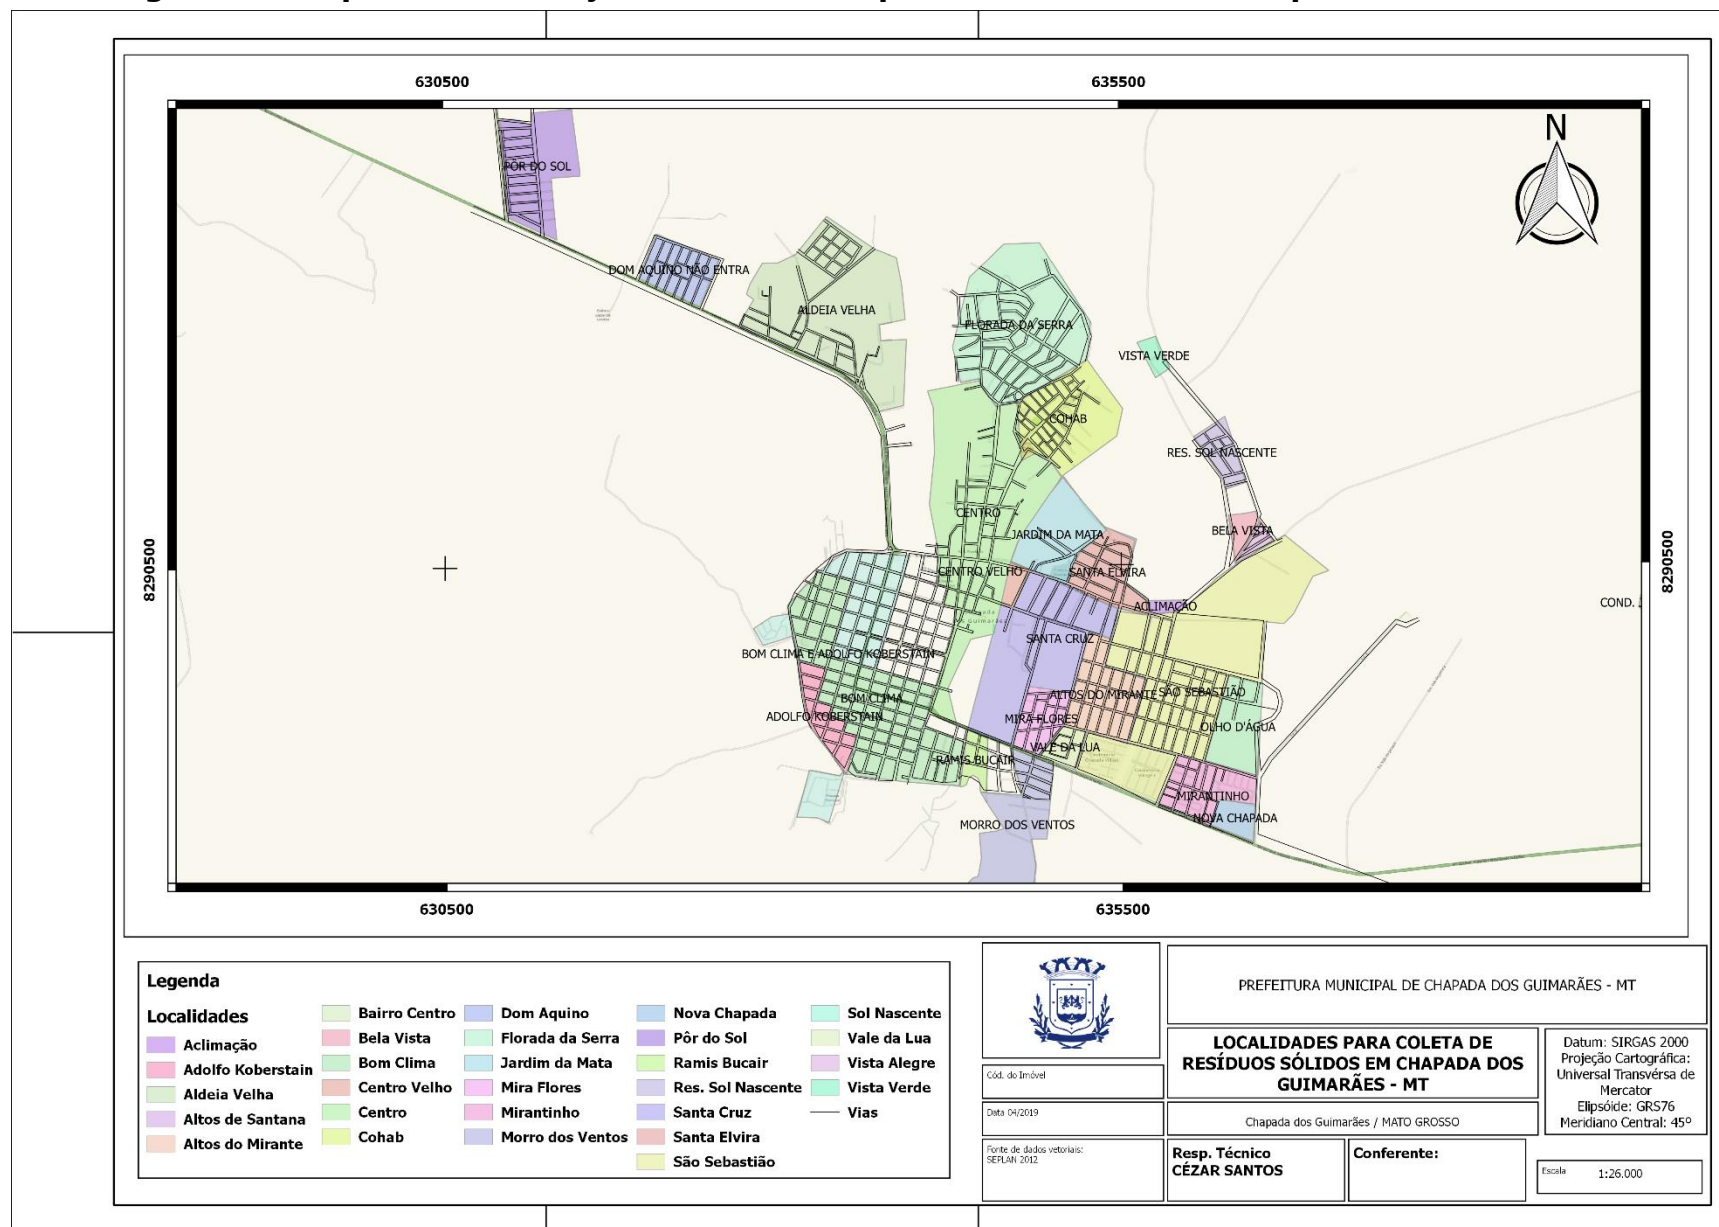 630500
635500
N
PÔR DO SOL
DOM AQUINO NÃO ENTRA
ALDEIA VELHA
FLORADA DA SERRA
VISTA VERDE
COHAB
RES. SOL NASCENTE
CENTRO
BELA VISTA
JARDIM DA MATA
8290500
8290500
CENTRO VELHO
SANTA ELVIRA
COND.
ACLIMAÇÃO
SANTA CRUZ
BOM CLIMA E ADOLFO KOBERSTAIN
BOM CLIMA
ALTOS DO MIRANTE
SÃO SEBASTIÃO
ADOLFO KOBERSTAIN
MIRA FLORES
OLHO D'ÁGUA
VALE DA LUA
RAMIS BUCAIR
MIRANTINHO
NOVA CHAPADA
MORRO DOS VENTOS
630500
635500
Legenda
Localidades
Aclimação
Adolfo Koberstain
Aldeia Velha
Altos de Santana
Altos do Mirante
Bairro Centro
Bela Vista
Bom Clima
Centro Velho
Centro
Cohab
Dom Aquino
Florada da Serra
Jardim da Mata
Mira Flores
Mirantinho
Morro dos Ventos
Nova Chapada
Pôr do Sol
Ramis Bucair
Res. Sol Nascente
Santa Cruz
Santa Elvira
São Sebastião
Sol Nascente
Vale da Lua
Vista Alegre
Vista Verde
Vias
Cód. do Imóvel
Data 04/2019
Fonte de dados vetoriais:
SEPLAN 2012
PREFEITURA MUNICIPAL DE CHAPADA DOS GUIMARÃES - MT
LOCALIDADES PARA COLETA DE
RESÍDUOS SÓLIDOS EM CHAPADA DOS
GUIMARÃES - MT
Chapada dos Guimarães / MATO GROSSO
Resp. Técnico
CÉZAR SANTOS
Conferente:
Datum: SIRGAS 2000
Projeção Cartográfica:
Universal Transvérsa de
Mercator
Elipsóide: GRS76
Meridiano Central: 45º
Escala 1:26.000